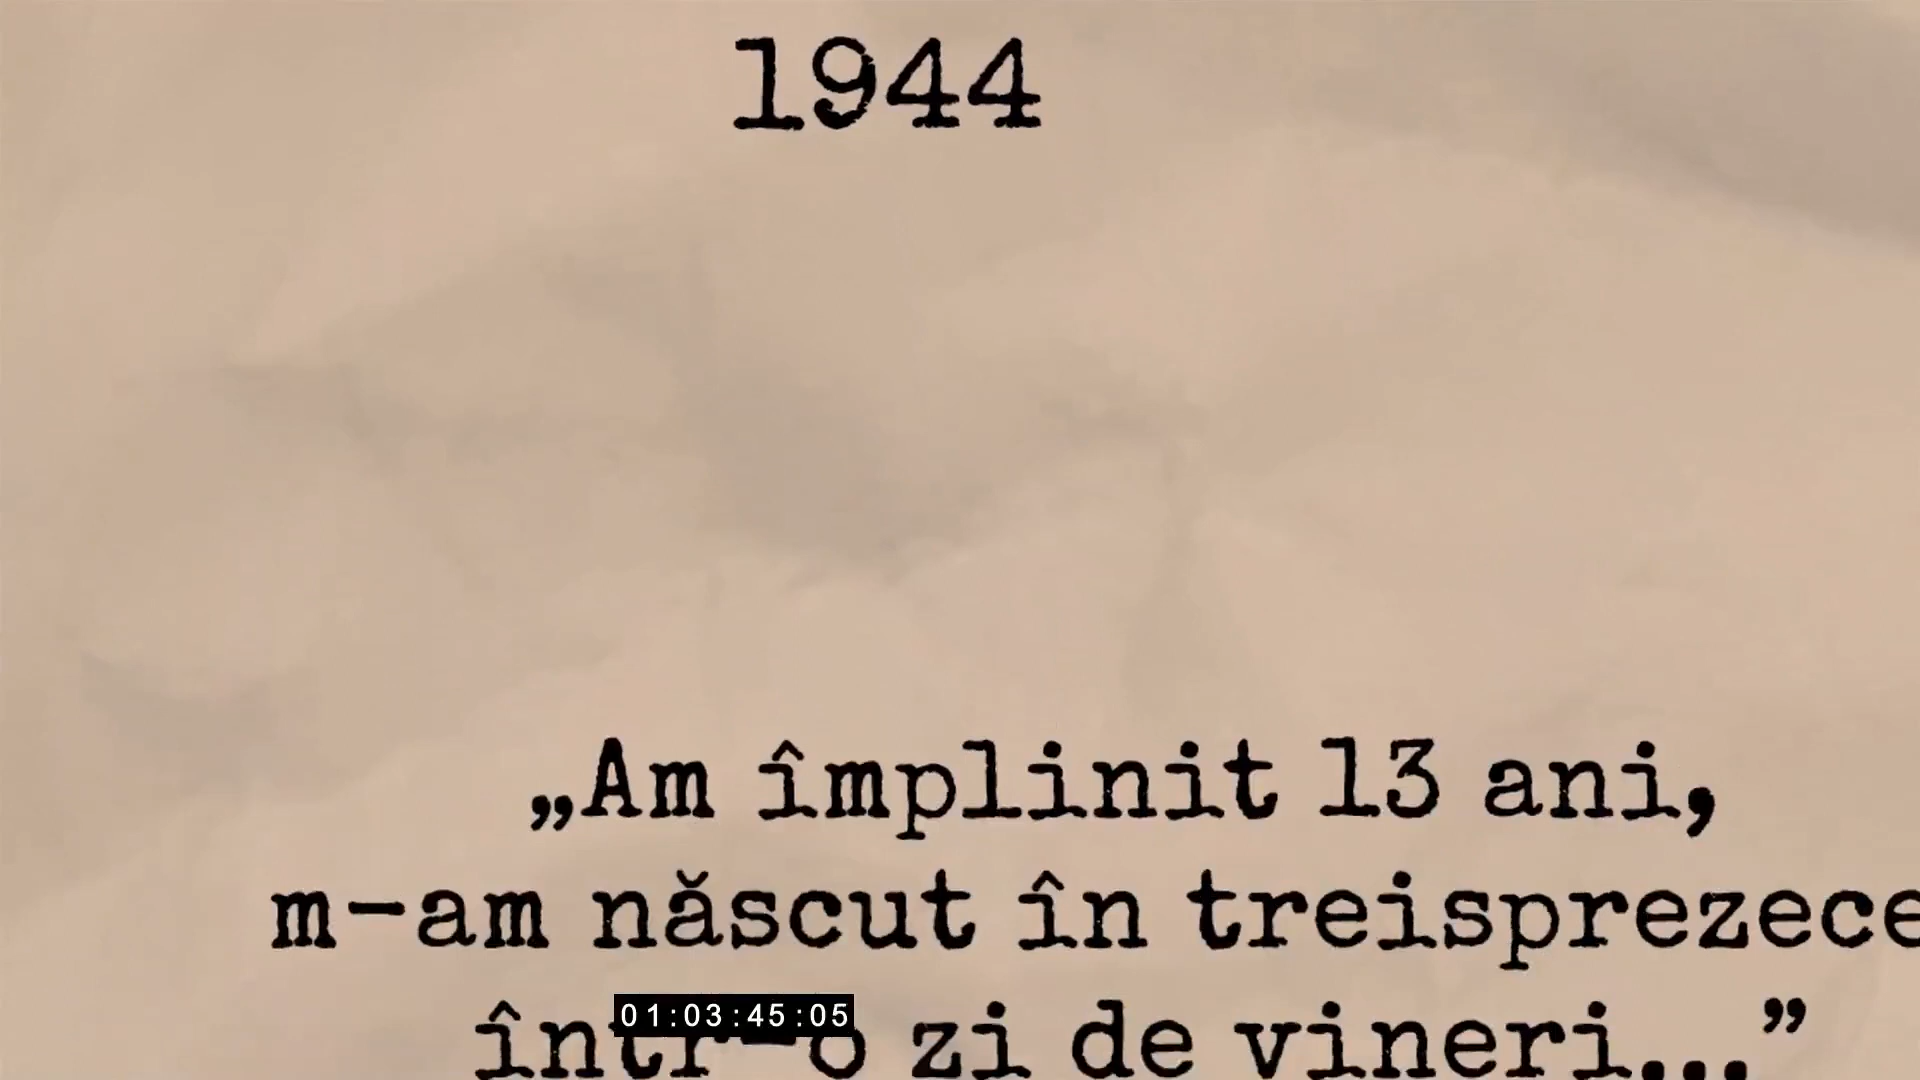 1944
„Am împlinit 13 ani,
m-am născut în treisprezece
într-o zi de vineri...”
01:03:45:05